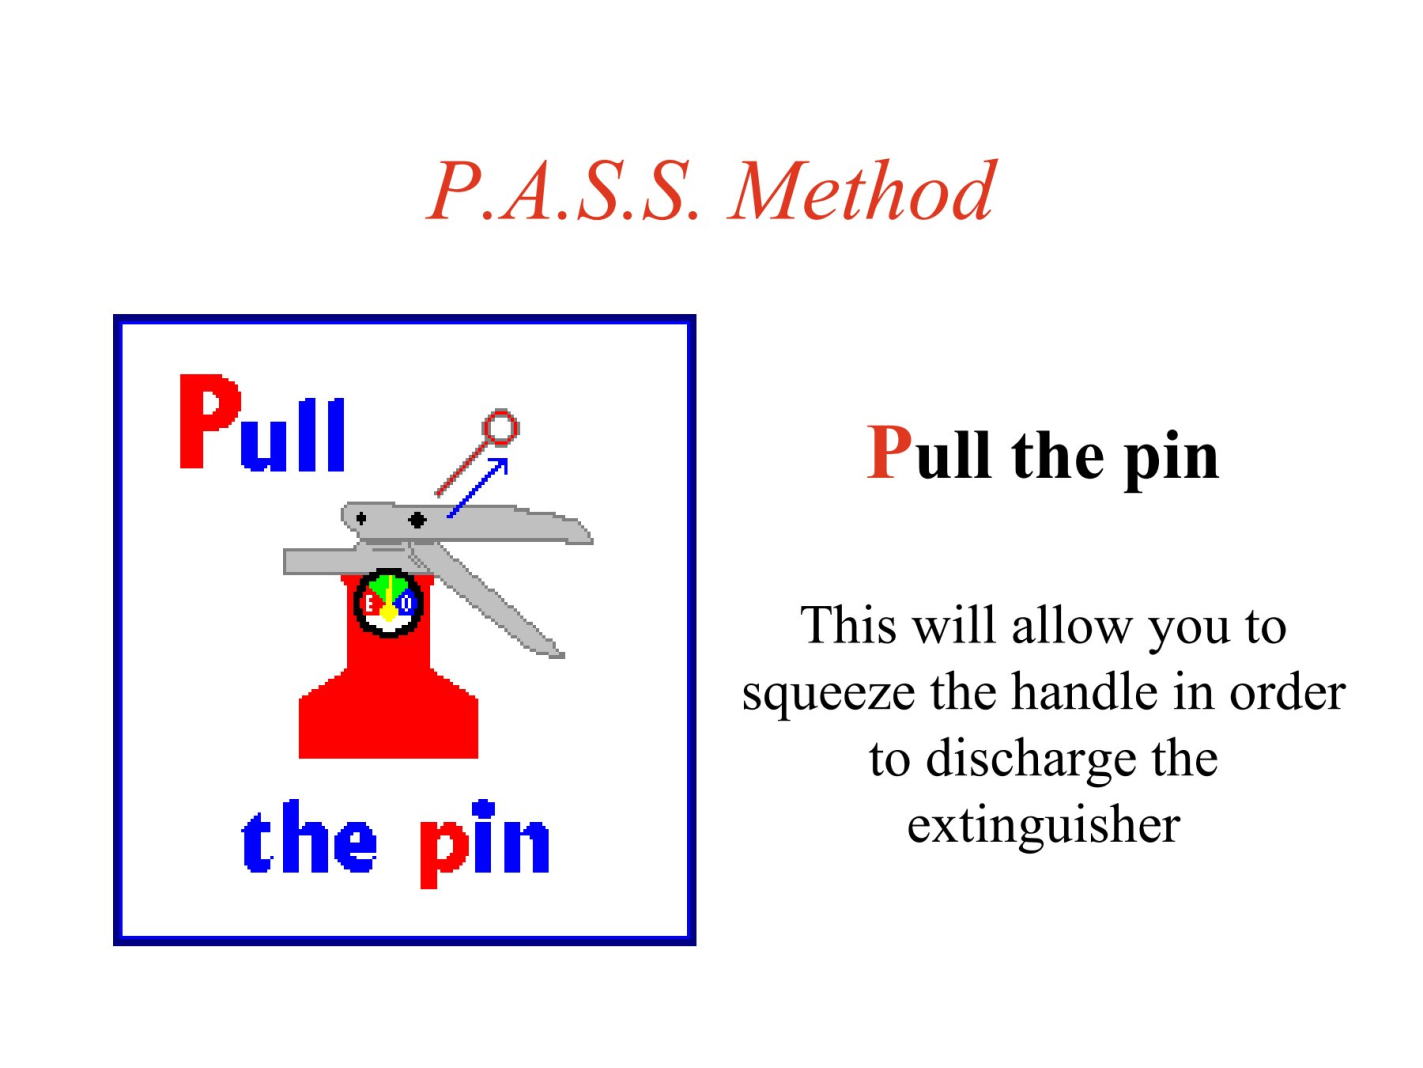 P.A.S.S. Method
Pull
E O
the pin
Pull the pin
This will allow you to
squeeze the handle in order
to discharge the
extinguisher